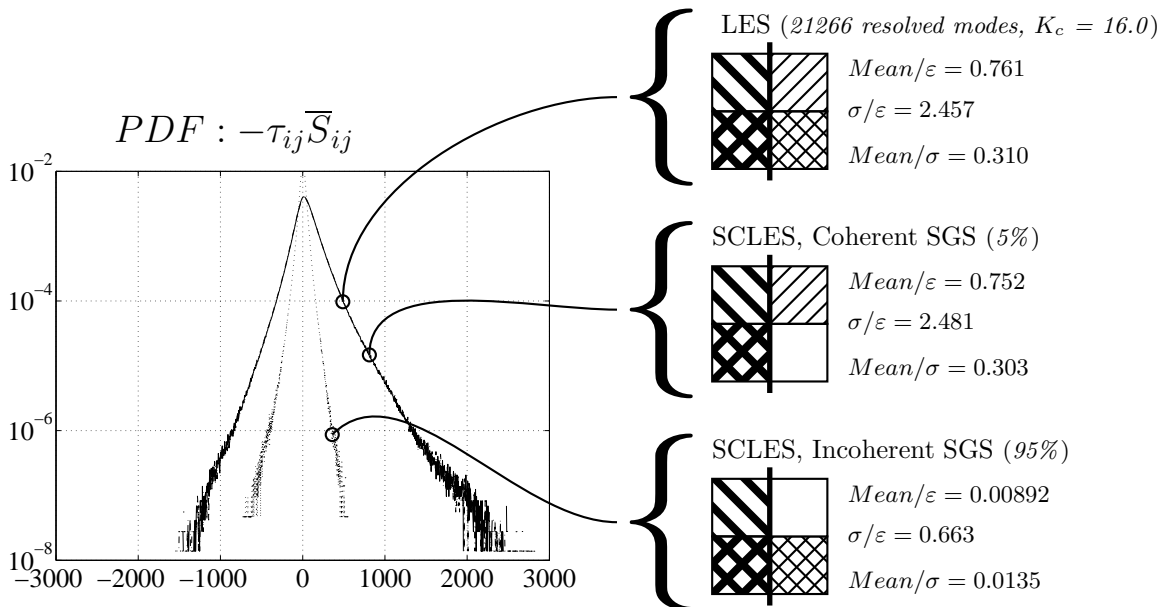 PDF : −τᵢⱼS̅ᵢⱼ
10⁻²
10⁻⁴
10⁻⁶
10⁻⁸
−3000 −2000 −1000 0 1000 2000 3000
LES (21266 resolved modes, K_c = 16.0)
Mean/ε = 0.761
σ/ε = 2.457
Mean/σ = 0.310
SCLES, Coherent SGS (5%)
Mean/ε = 0.752
σ/ε = 2.481
Mean/σ = 0.303
SCLES, Incoherent SGS (95%)
Mean/ε = 0.00892
σ/ε = 0.663
Mean/σ = 0.0135